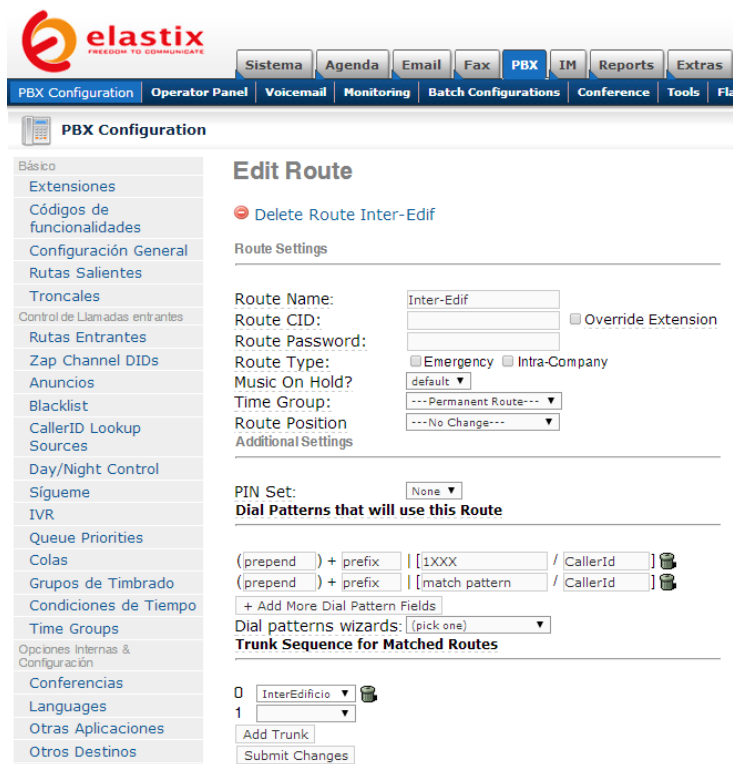 elastix
FREEDOM TO COMMUNICATE
Sistema Agenda Email Fax PBX IM Reports Extras
PBX Configuration Operator Panel Voicemail Monitoring Batch Configurations Conference Tools
PBX Configuration
Básico
Extensiones
Códigos de
funcionalidades
Configuración General
Rutas Salientes
Troncales
Control de Llamadas entrantes
Rutas Entrantes
Zap Channel DIDs
Anuncios
Blacklist
CallerID Lookup
Sources
Day/Night Control
Sígueme
IVR
Queue Priorities
Colas
Grupos de Timbrado
Condiciones de Tiempo
Time Groups
Opciones Internas &
Configuración
Conferencias
Languages
Otras Aplicaciones
Otros Destinos
Edit Route
Delete Route Inter-Edif
Route Settings
Route Name: Inter-Edif
Route CID: Override Extension
Route Password:
Route Type: Emergency Intra-Company
Music On Hold? default
Time Group: ---Permanent Route---
Route Position ---No Change---
Additional Settings
PIN Set: None
Dial Patterns that will use this Route
(prepend ) + prefix | [1XXX / CallerId ]
(prepend ) + prefix | [match pattern / CallerId ]
+ Add More Dial Pattern Fields
Dial patterns wizards: (pick one)
Trunk Sequence for Matched Routes
0 InterEdificio
1
Add Trunk
Submit Changes